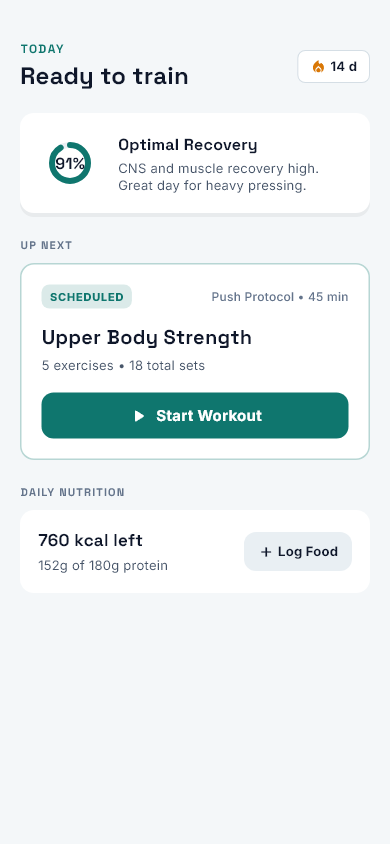 TODAY
Ready to train
14 d
91%
Optimal Recovery
CNS and muscle recovery high.
Great day for heavy pressing.
UP NEXT
SCHEDULED
Push Protocol • 45 min
Upper Body Strength
5 exercises • 18 total sets
Start Workout
DAILY NUTRITION
760 kcal left
152g of 180g protein
+ Log Food